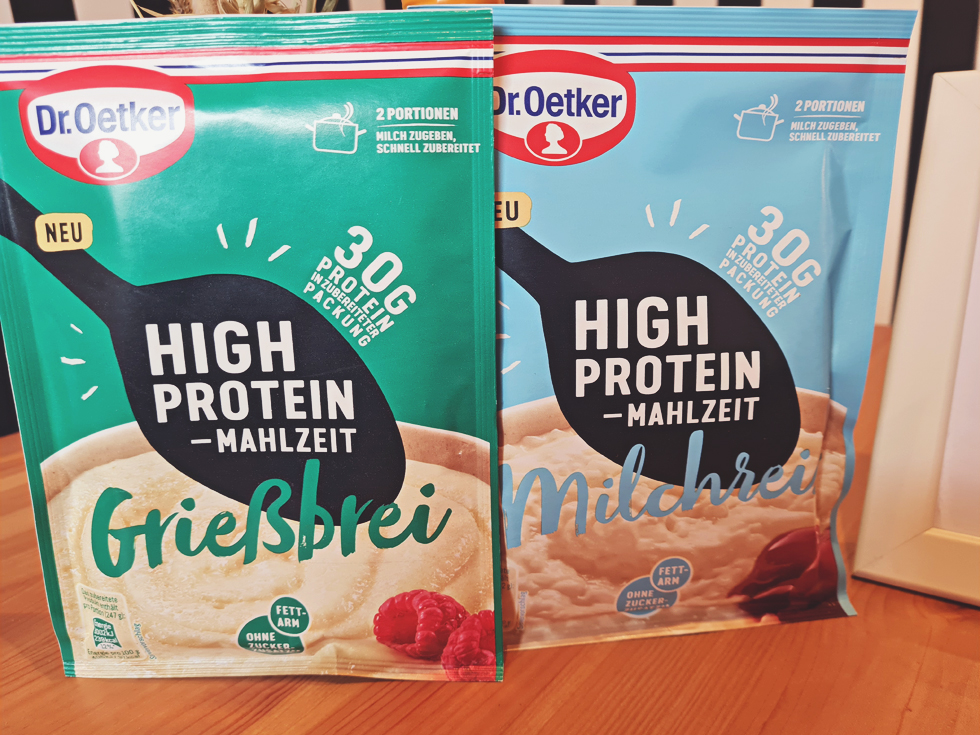 Dr.Oetker
2 PORTIONEN
MILCH ZUGEBEN,
SCHNELL ZUBEREITET
NEU
30G
PROTEIN
IN ZUBEREITETER
PACKUNG
HIGH
PROTEIN
–MAHLZEIT
Grießbrei
FETT-
ARM
OHNE
ZUCKER-
Dr.Oetker
2 PORTIONEN
MILCH ZUGEBEN,
SCHNELL ZUBEREITET
EU
30G
PROTEIN
IN ZUBEREITETER
PACKUNG
HIGH
PROTEIN
–MAHLZEIT
Milchrei
FETT-
ARM
OHNE
ZUCKER-